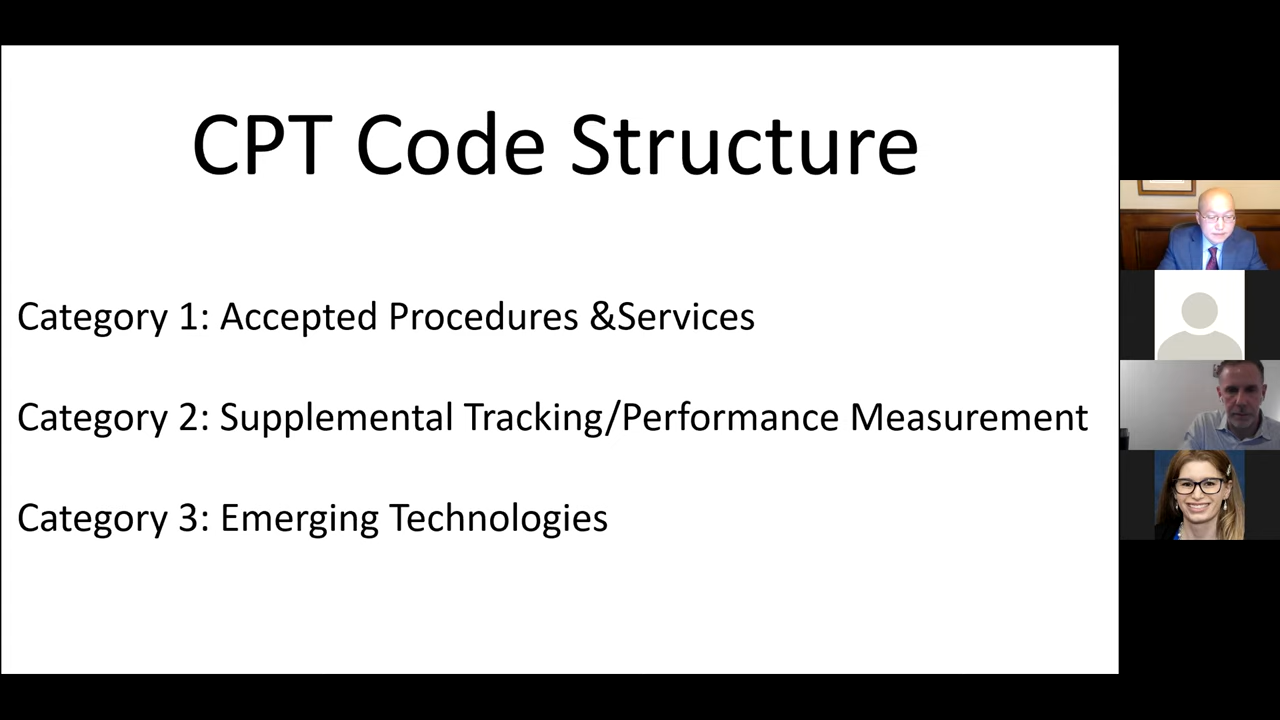 CPT Code Structure
Category 1: Accepted Procedures &Services
Category 2: Supplemental Tracking/Performance Measurement
Category 3: Emerging Technologies